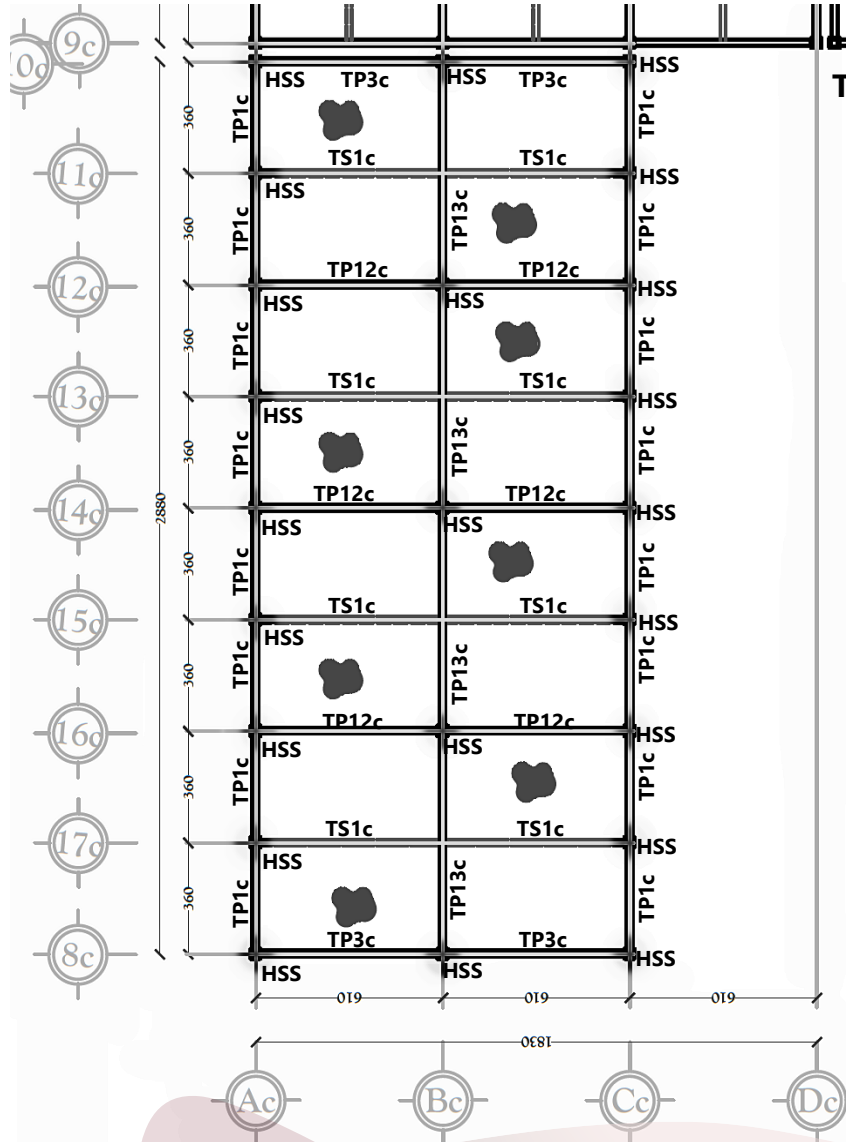 9c
10c
HSS TP3c HSS TP3c HSS
TP1c 360 TP1c
T
TS1c TS1c
11c
HSS HSS
TP1c 360 TP13c TP1c
TP12c TP12c
12c
HSS HSS HSS
TP1c 360 TP1c
TS1c TS1c
13c
HSS HSS
TP1c 360 TP13c TP1c
TP12c TP12c
14c
2880
HSS HSS HSS
TP1c 360 TP1c
TS1c TS1c
15c
HSS HSS
TP1c 360 TP13c TP1c
TP12c TP12c
16c
HSS HSS HSS
TP1c 360 TP1c
TS1c TS1c
17c
HSS HSS
TP1c 360 TP13c TP1c
TP3c TP3c
8c
HSS HSS HSS
610 610 610
1830
Ac Bc Cc Dc